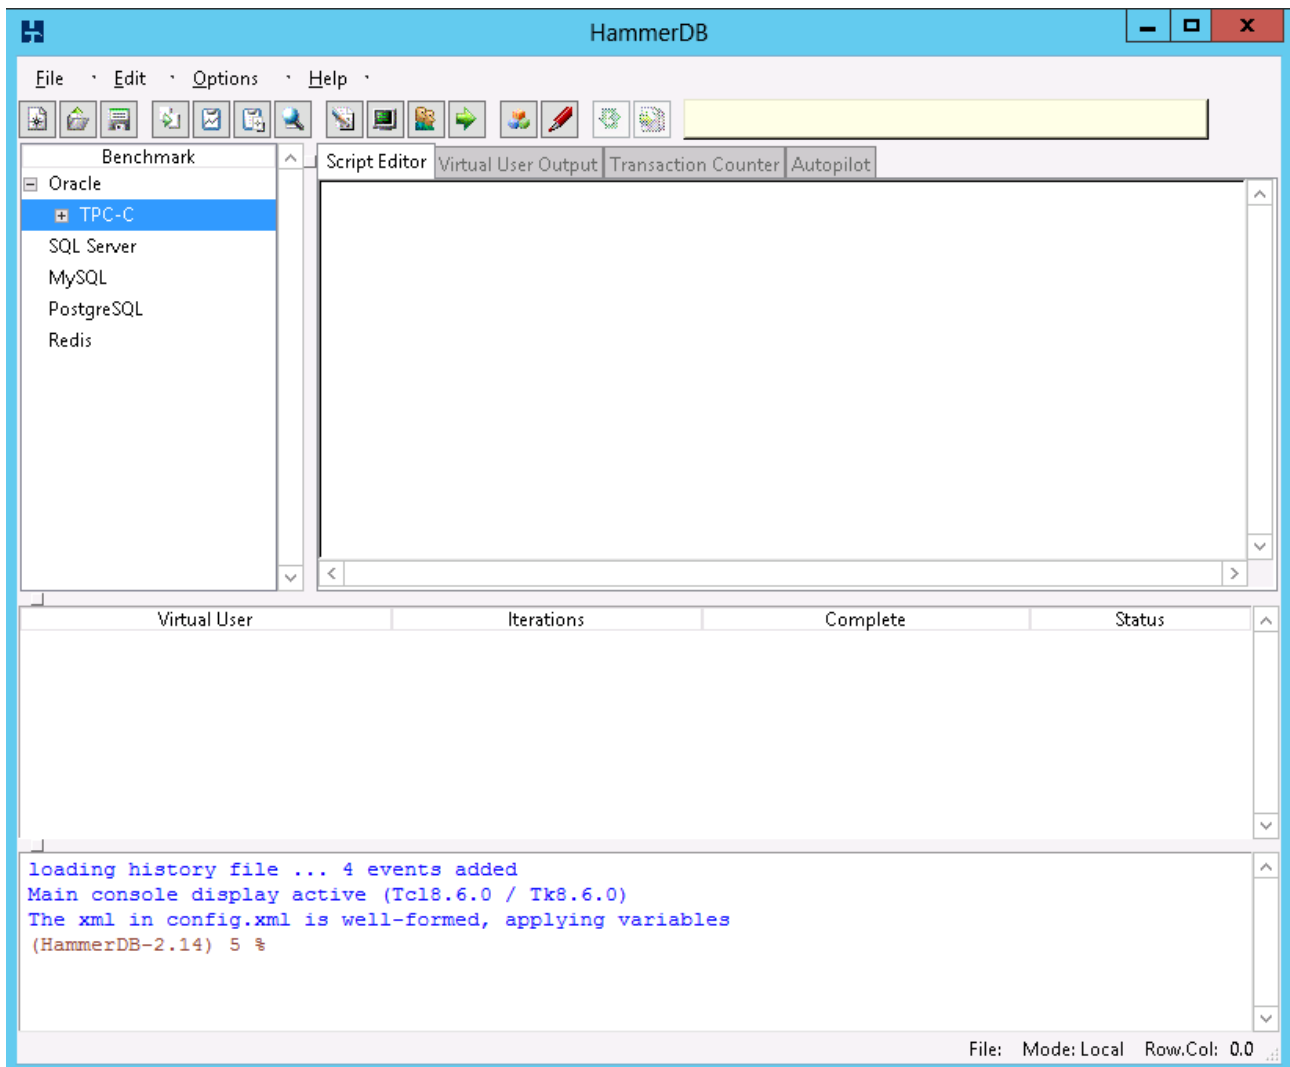 HammerDB
File Edit Options Help
Benchmark
Oracle
TPC-C
SQL Server
MySQL
PostgreSQL
Redis
Script Editor Virtual User Output Transaction Counter Autopilot
Virtual User Iterations Complete Status
loading history file ... 4 events added
Main console display active (Tcl8.6.0 / Tk8.6.0)
The xml in config.xml is well-formed, applying variables
(HammerDB-2.14) 5 %
File: Mode: Local Row.Col: 0.0